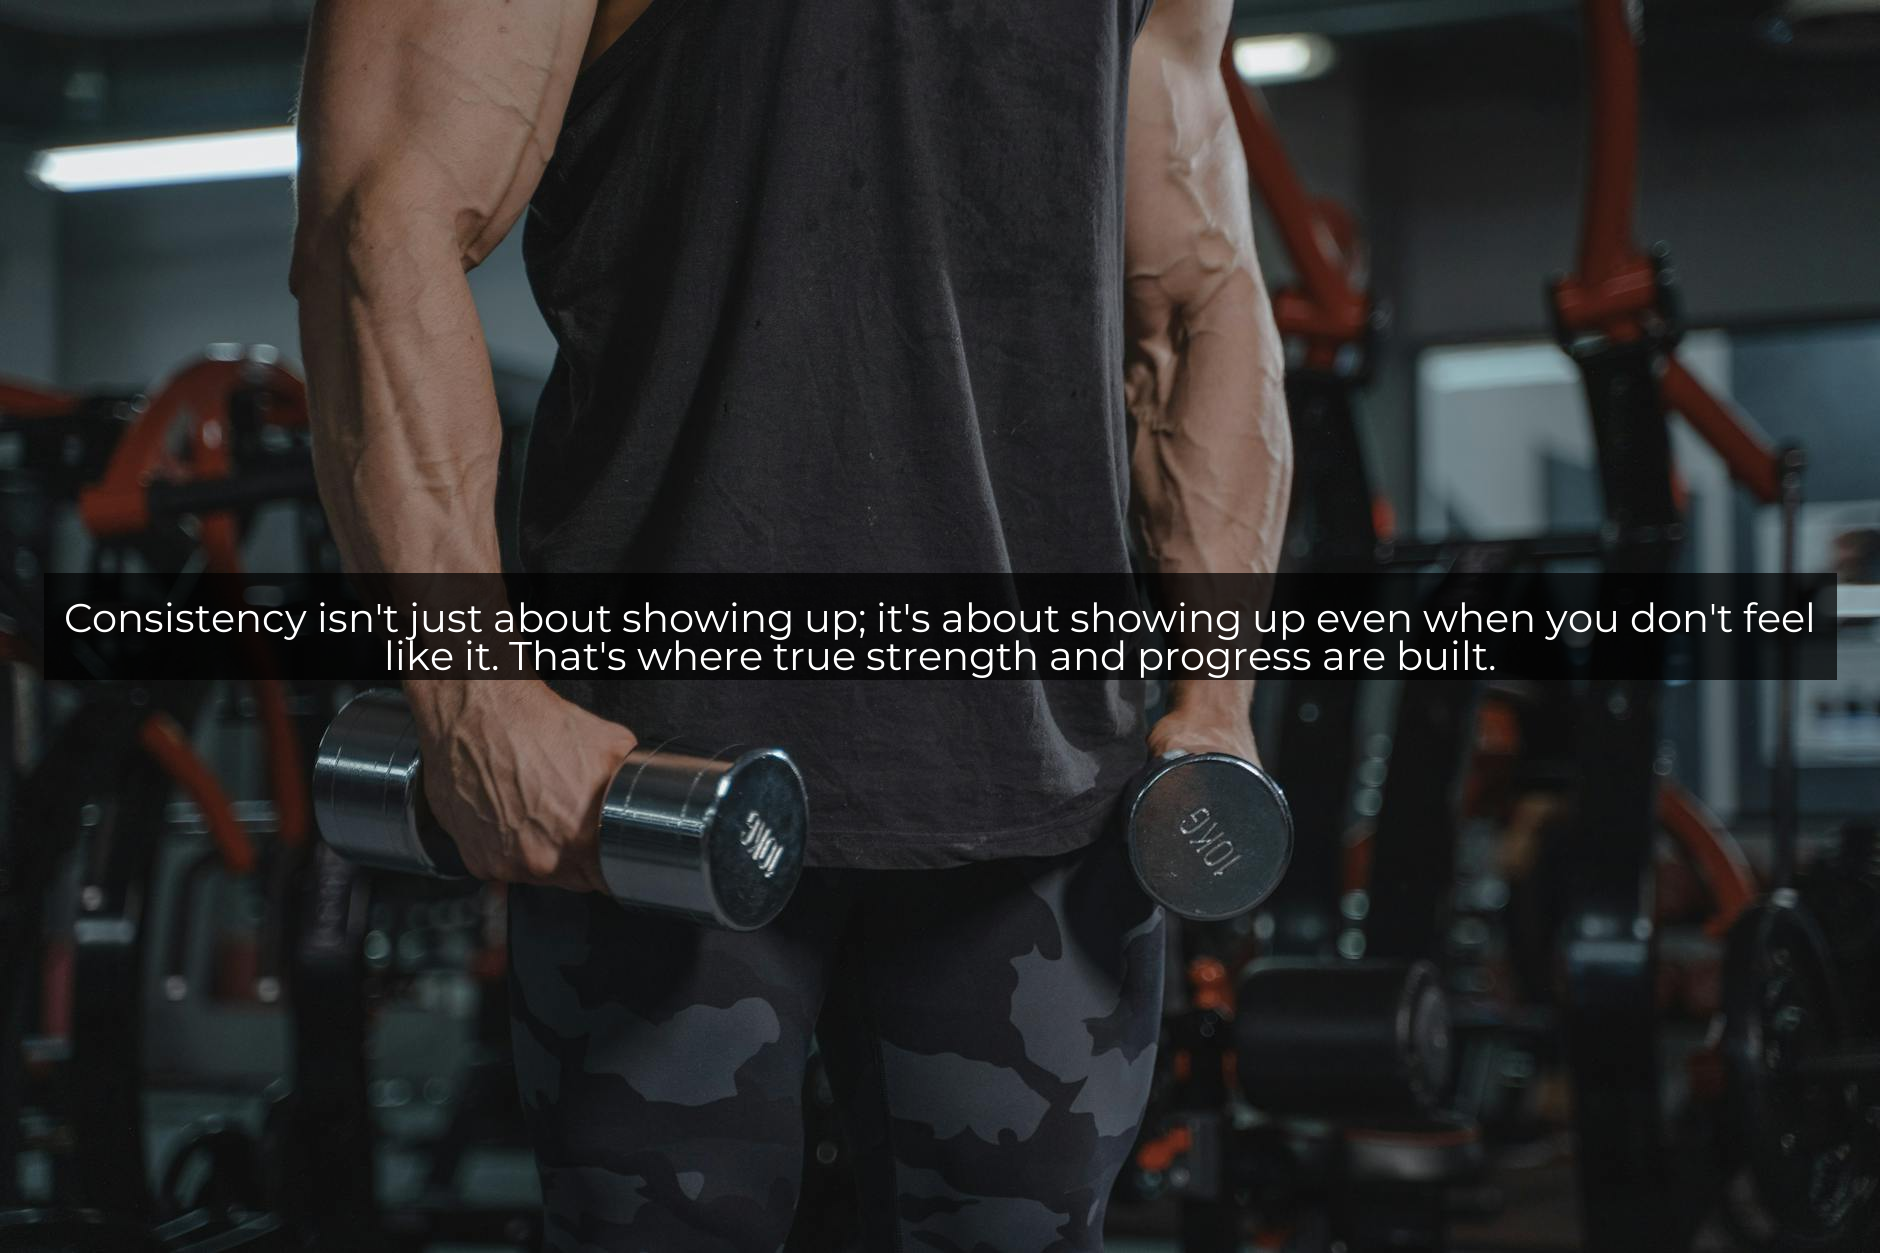 Consistency isn't just about showing up; it's about showing up even when you don't feel
like it. That's where true strength and progress are built.
10KG
10KG